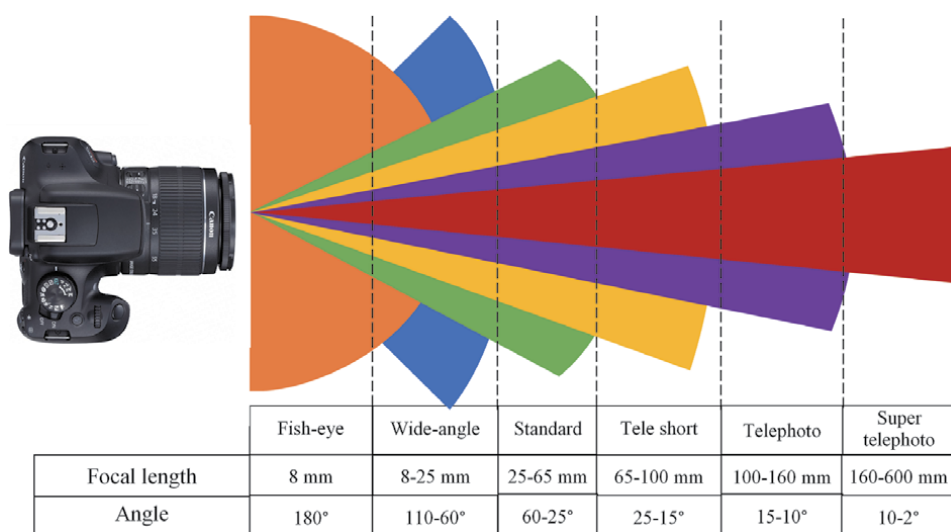 Canon
Fish-eye Wide-angle Standard Tele short Telephoto Super telephoto
Focal length 8 mm 8-25 mm 25-65 mm 65-100 mm 100-160 mm 160-600 mm
Angle 180° 110-60° 60-25° 25-15° 15-10° 10-2°